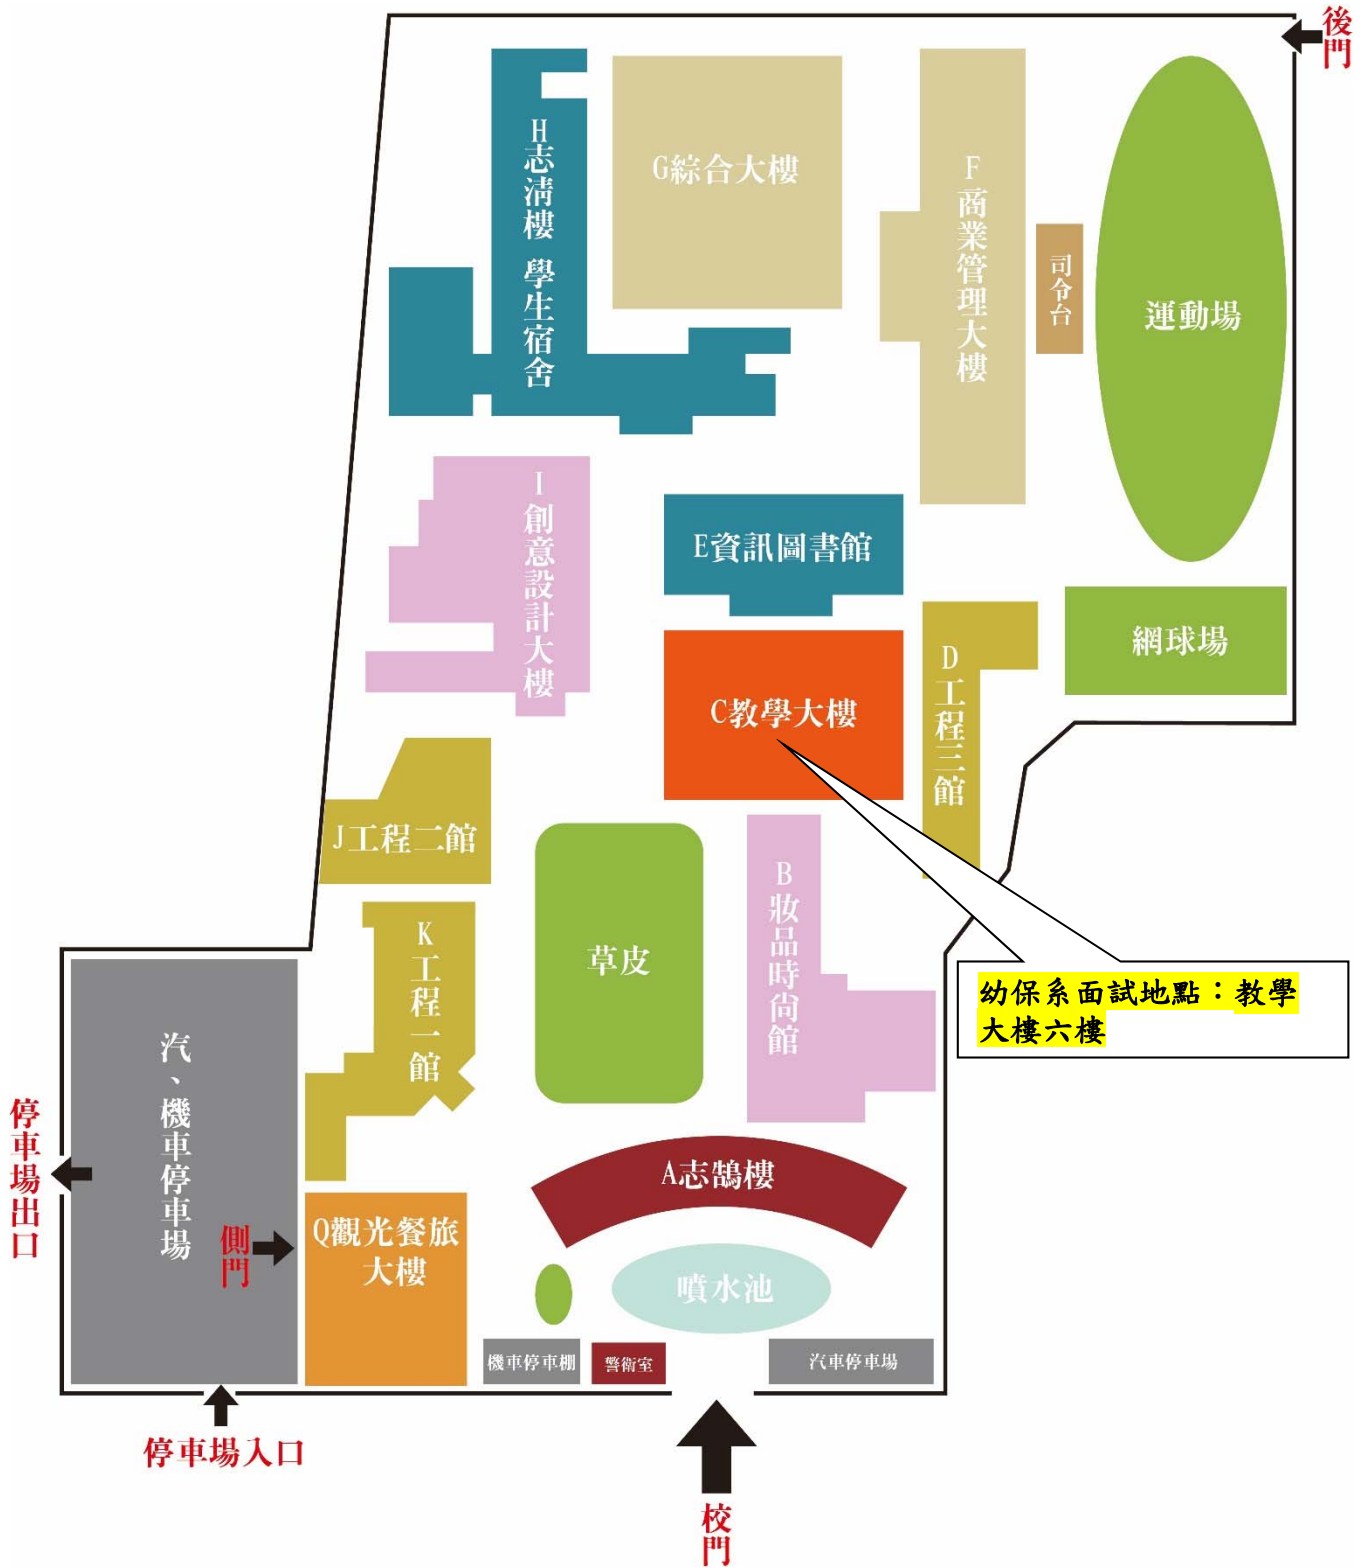 後門
H志清樓 學生宿舍
G綜合大樓
F商業管理大樓
司令台
運動場
I創意設計大樓
E資訊圖書館
網球場
C教學大樓
D工程三館
J工程二館
草皮
B妝品時尚館
K工程一館
幼保系面試地點：教學
大樓六樓
汽、機車停車場
停車場出口
側門
Q觀光餐旅
大樓
A志鵠樓
噴水池
機車停車棚
警衛室
汽車停車場
停車場入口
校門